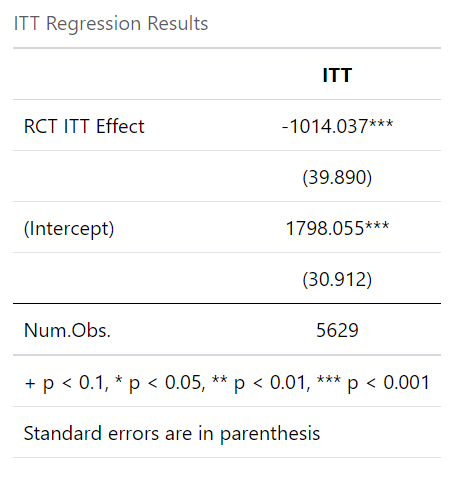 ITT Regression Results
ITT
RCT ITT Effect -1014.037***
(39.890)
(Intercept) 1798.055***
(30.912)
Num.Obs. 5629
+ p < 0.1, * p < 0.05, ** p < 0.01, *** p < 0.001
Standard errors are in parenthesis